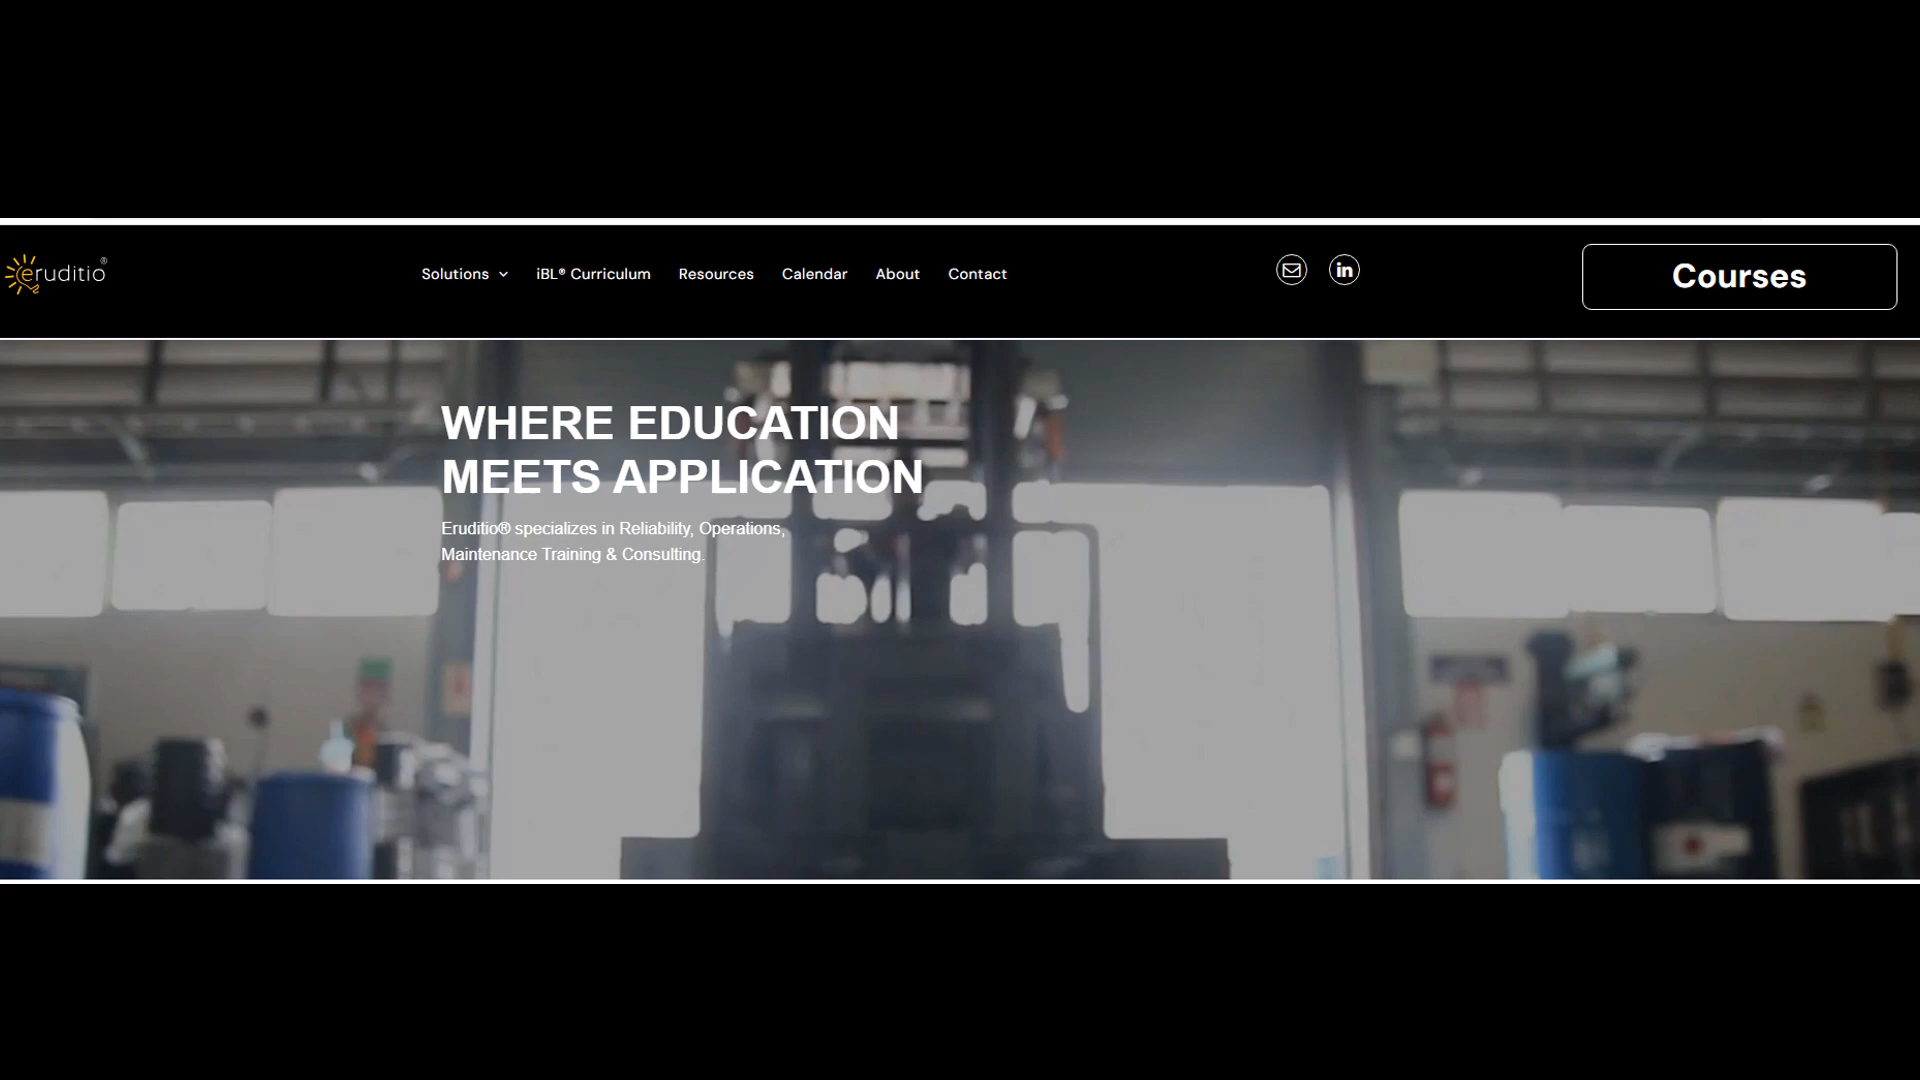 eruditio®
Solutions
iBL® Curriculum
Resources
Calendar
About
Contact
in
Courses
WHERE EDUCATION
MEETS APPLICATION
Eruditio® specializes in Reliability, Operations,
Maintenance Training & Consulting.